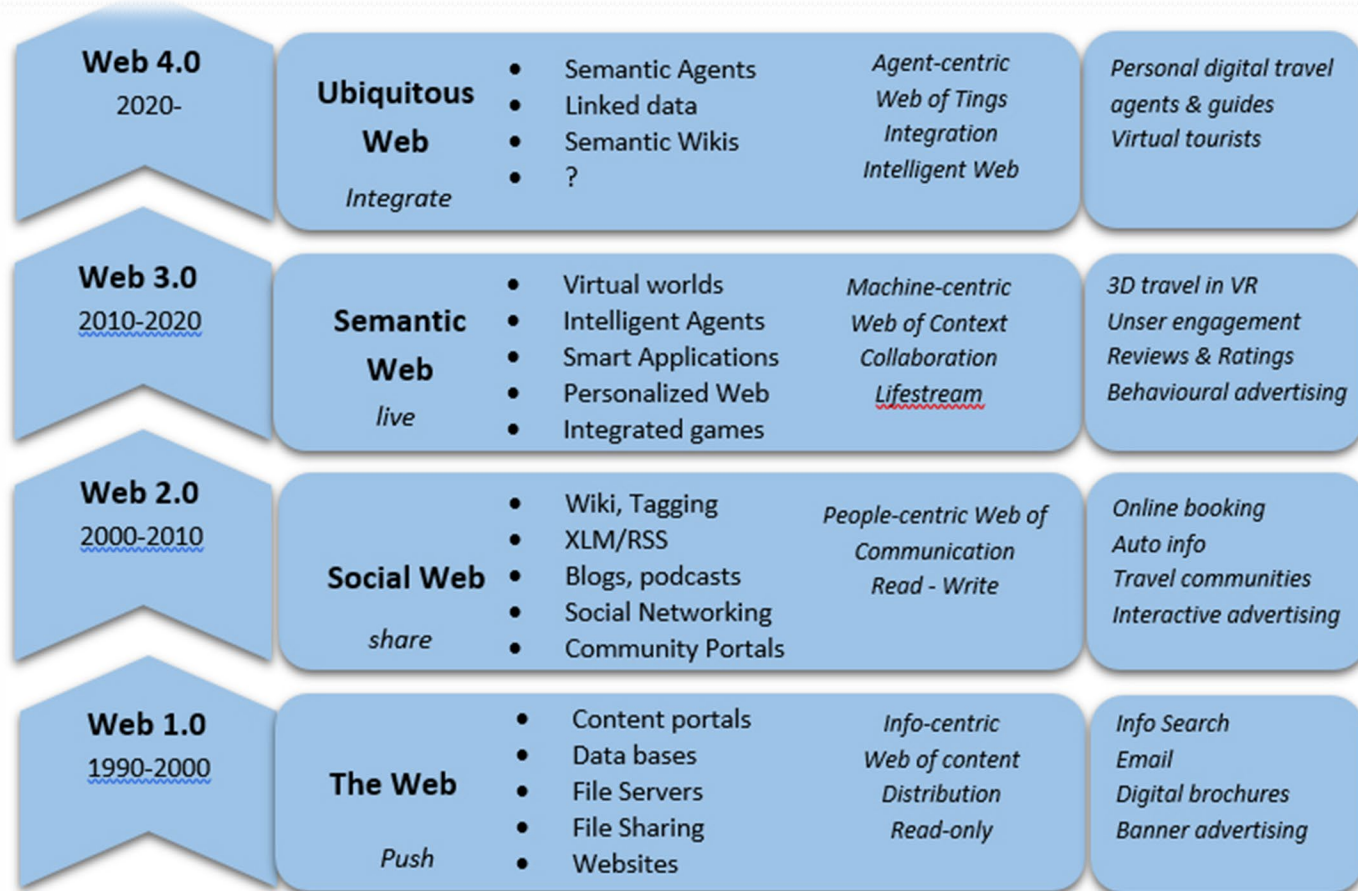 Web 4.0
2020-
Ubiquitous
Web
Integrate
• Semantic Agents
• Linked data
• Semantic Wikis
• ?
Agent-centric
Web of Tings
Integration
Intelligent Web
Personal digital travel
agents & guides
Virtual tourists
Web 3.0
2010-2020
Semantic
Web
live
• Virtual worlds
• Intelligent Agents
• Smart Applications
• Personalized Web
• Integrated games
Machine-centric
Web of Context
Collaboration
Lifestream
3D travel in VR
Unser engagement
Reviews & Ratings
Behavioural advertising
Web 2.0
2000-2010
Social Web
share
• Wiki, Tagging
• XLM/RSS
• Blogs, podcasts
• Social Networking
• Community Portals
People-centric Web of
Communication
Read - Write
Online booking
Auto info
Travel communities
Interactive advertising
Web 1.0
1990-2000
The Web
Push
• Content portals
• Data bases
• File Servers
• File Sharing
• Websites
Info-centric
Web of content
Distribution
Read-only
Info Search
Email
Digital brochures
Banner advertising